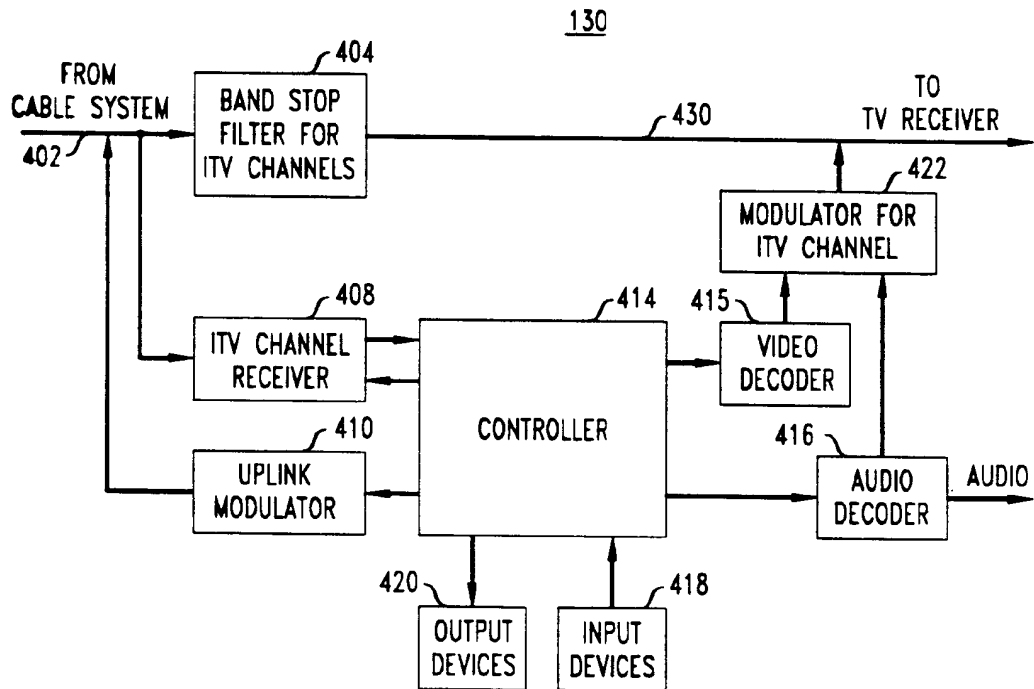 130
FROM
CABLE SYSTEM
402
404
BAND STOP
FILTER FOR
ITV CHANNELS
430
TO
TV RECEIVER
422
MODULATOR FOR
ITV CHANNEL
408
ITV CHANNEL
RECEIVER
414
CONTROLLER
415
VIDEO
DECODER
410
UPLINK
MODULATOR
416
AUDIO
DECODER
AUDIO
420
OUTPUT
DEVICES
418
INPUT
DEVICES